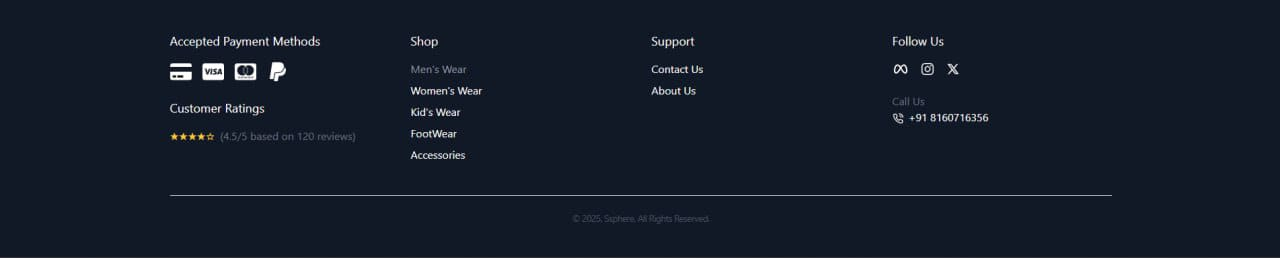 Accepted Payment Methods
VISA
Customer Ratings
★★★★☆ (4.5/5 based on 120 reviews)
Shop
Men's Wear
Women's Wear
Kid's Wear
FootWear
Accessories
Support
Contact Us
About Us
Follow Us
Call Us
+91 8160716356
© 2025, Ssphere, All Rights Reserved.